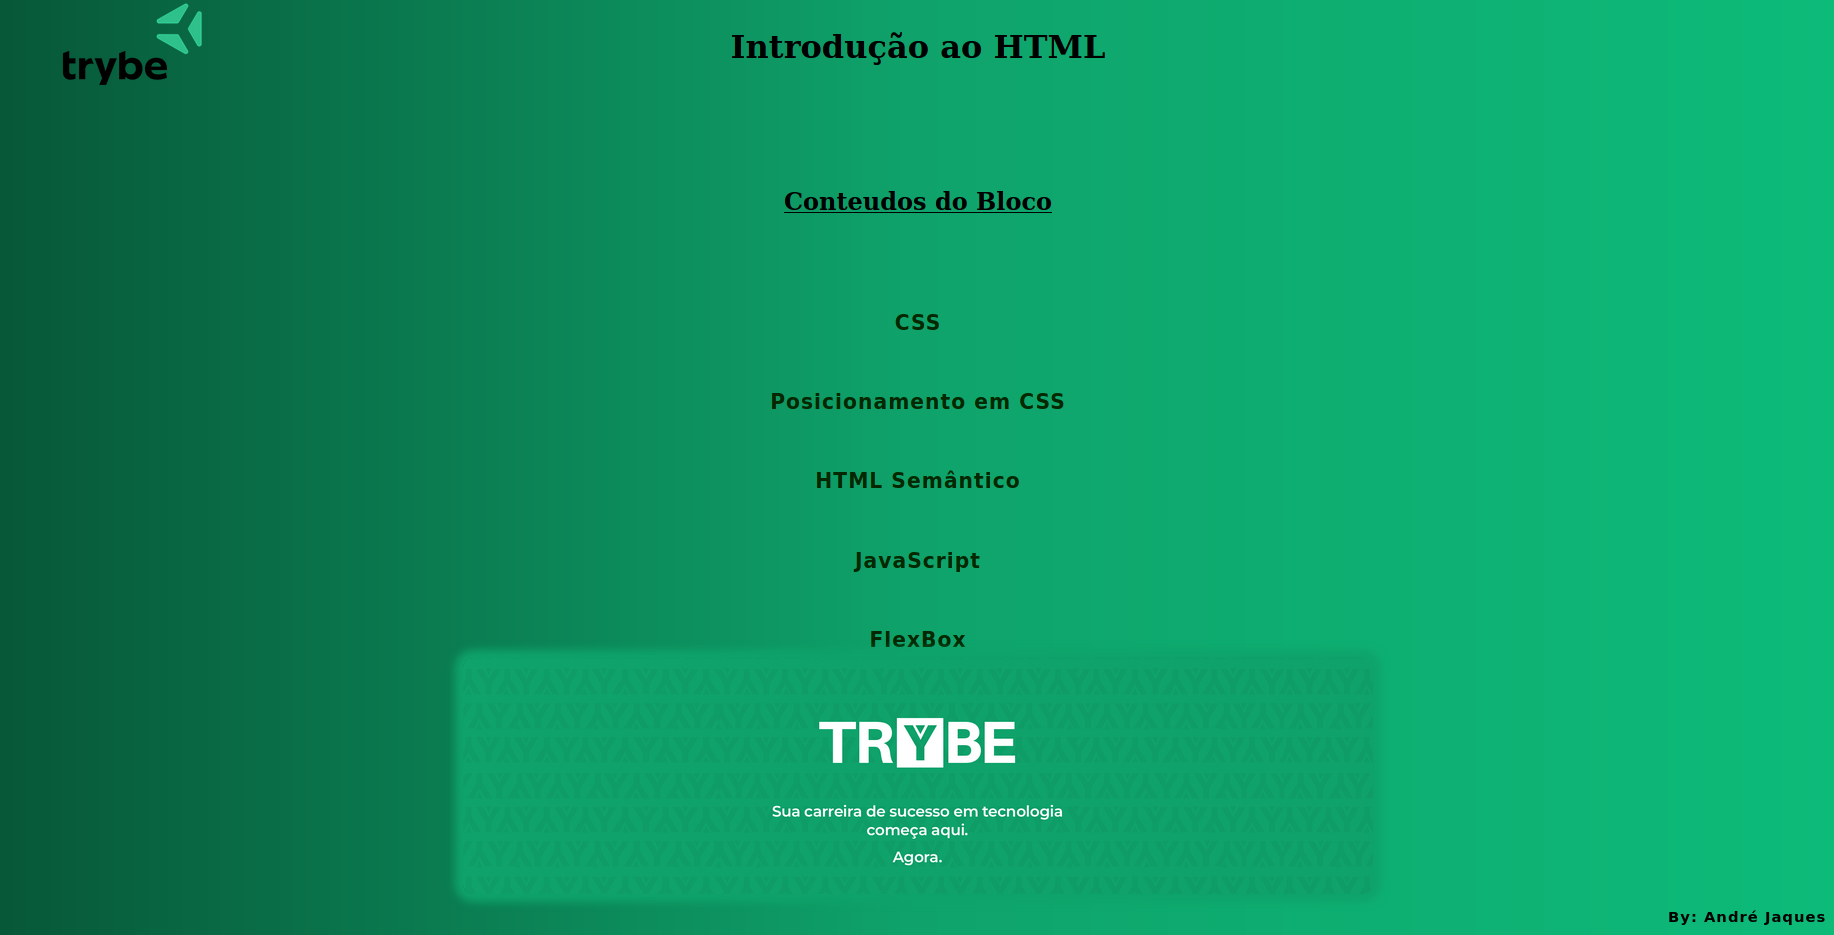 trybe
Introdução ao HTML
Conteudos do Bloco
CSS
Posicionamento em CSS
HTML Semântico
JavaScript
FlexBox
TRYBE
Sua carreira de sucesso em tecnologia
começa aqui.
Agora.
By: André Jaques